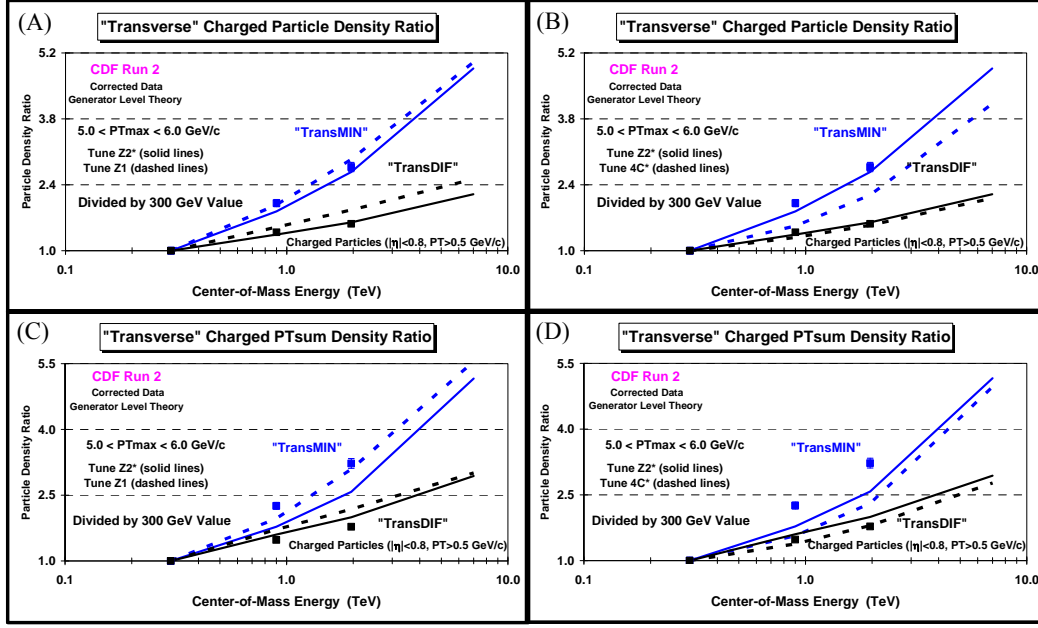 (A)
"Transverse" Charged Particle Density Ratio
5.2
3.8
2.4
1.0
Particle Density Ratio
CDF Run 2
Corrected Data
Generator Level Theory
5.0 < PTmax < 6.0 GeV/c
Tune Z2* (solid lines)
Tune Z1 (dashed lines)
Divided by 300 GeV Value
"TransMIN"
"TransDIF"
Charged Particles (|η|<0.8, PT>0.5 GeV/c)
0.1 1.0 10.0
Center-of-Mass Energy (TeV)
(B)
"Transverse" Charged Particle Density Ratio
5.2
3.8
2.4
1.0
Particle Density Ratio
CDF Run 2
Corrected Data
Generator Level Theory
5.0 < PTmax < 6.0 GeV/c
Tune Z2* (solid lines)
Tune 4C* (dashed lines)
Divided by 300 GeV Value
"TransMIN"
"TransDIF"
Charged Particles (|η|<0.8, PT>0.5 GeV/c)
0.1 1.0 10.0
Center-of-Mass Energy (TeV)
(C)
"Transverse" Charged PTsum Density Ratio
5.5
4.0
2.5
1.0
Particle Density Ratio
CDF Run 2
Corrected Data
Generator Level Theory
5.0 < PTmax < 6.0 GeV/c
Tune Z2* (solid lines)
Tune Z1 (dashed lines)
Divided by 300 GeV Value
"TransMIN"
"TransDIF"
Charged Particles (|η|<0.8, PT>0.5 GeV/c)
0.1 1.0 10.0
Center-of-Mass Energy (TeV)
(D)
"Transverse" Charged PTsum Density Ratio
5.5
4.0
2.5
1.0
Particle Density Ratio
CDF Run 2
Corrected Data
Generator Level Theory
5.0 < PTmax < 6.0 GeV/c
Tune Z2* (solid lines)
Tune 4C* (dashed lines)
Divided by 300 GeV Value
"TransMIN"
"TransDIF"
Charged Particles (|η|<0.8, PT>0.5 GeV/c)
0.1 1.0 10.0
Center-of-Mass Energy (TeV)